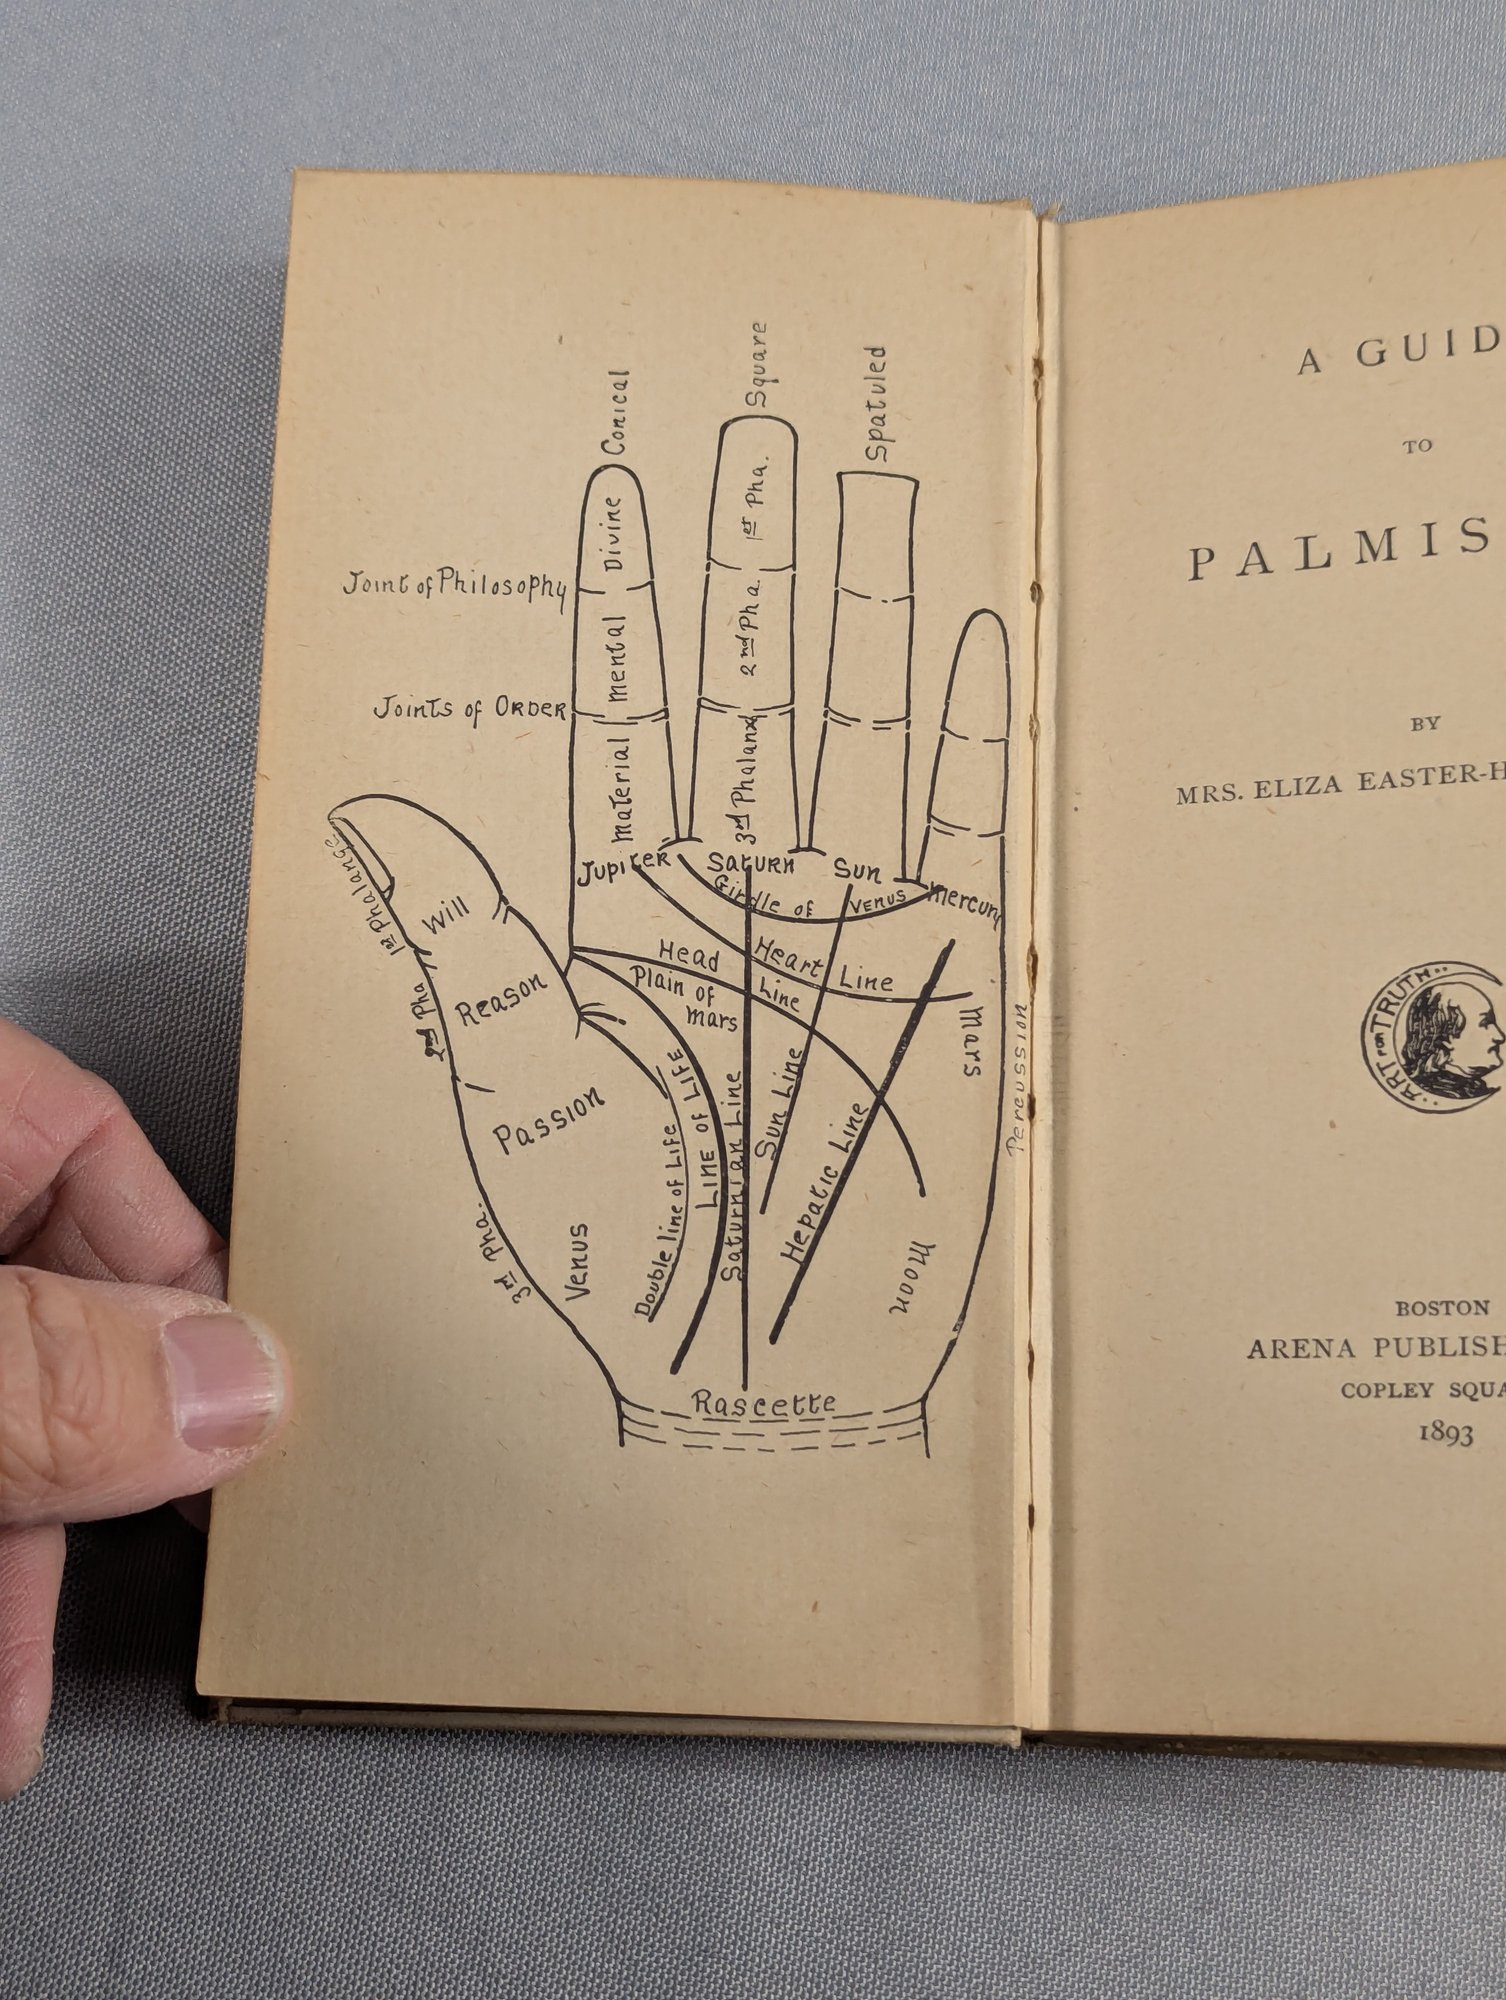 Conical
Square
Spatuled
Divine
1st Pha.
Joint of Philosophy
mental
2nd Pha.
Joints of ORDER
material
3rd Phalanx
1st Phalange
Will
Jupiter
Saturn
Sun
mercury
Girdle of VENUS
2nd Pha
Reason
Head Line
Heart Line
Plain of
mars
Mars
Percussion
Passion
Double line of Life
LINE OF LIFE
Saturnian Line
Sun Line
Hepatic Line
3rd Pha.
Venus
Moon
Rascette
A GUID
TO
PALMIS
BY
MRS. ELIZA EASTER-H
ART FOR TRUTH
BOSTON
ARENA PUBLISH
COPLEY SQUA
1893